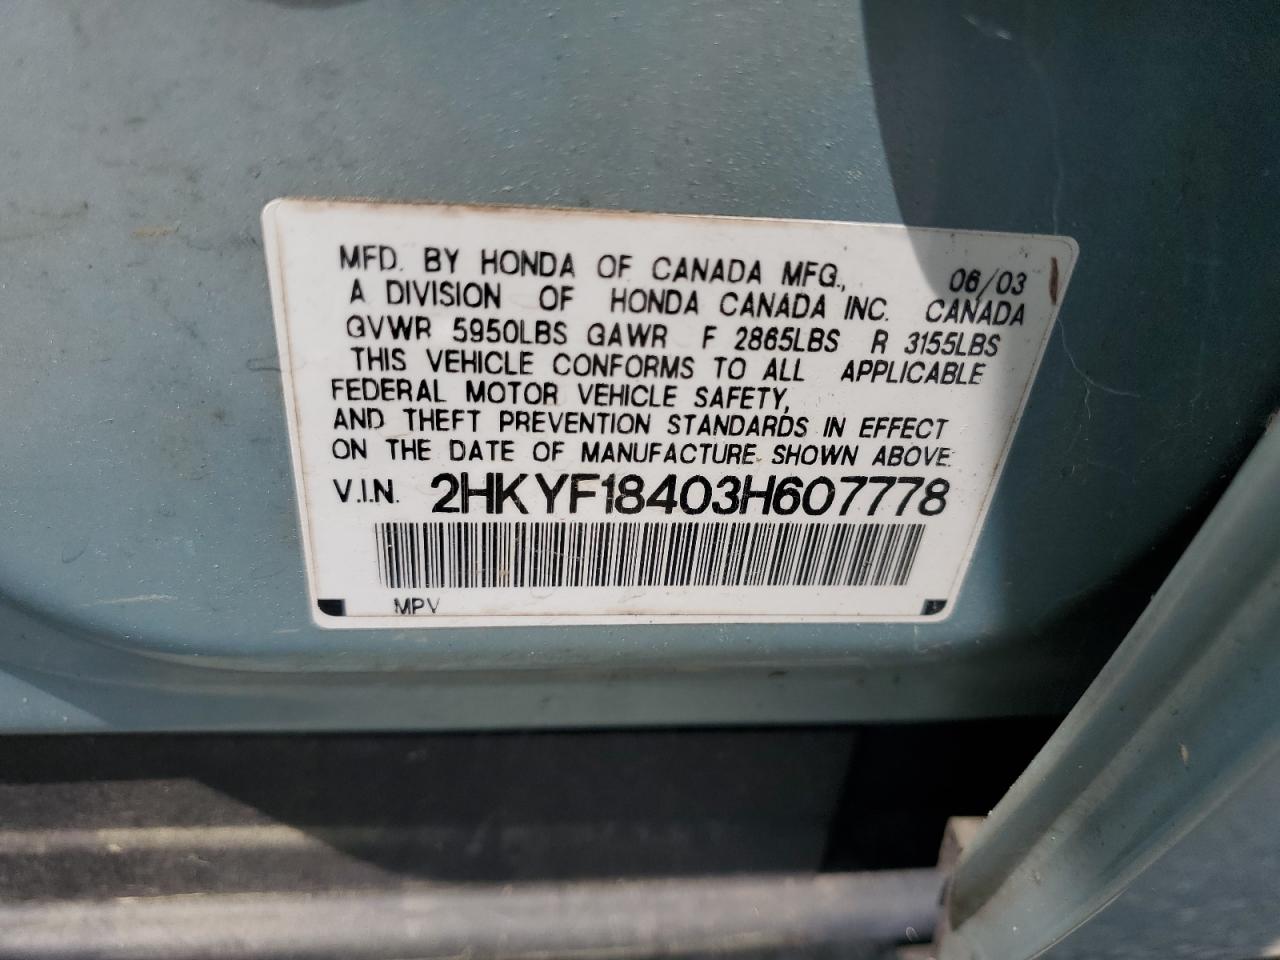 MFD. BY HONDA OF CANADA MFG., 06/03
A DIVISION OF HONDA CANADA INC. CANADA
GVWR 5950LBS GAWR F 2865LBS R 3155LBS
THIS VEHICLE CONFORMS TO ALL APPLICABLE
FEDERAL MOTOR VEHICLE SAFETY,
AND THEFT PREVENTION STANDARDS IN EFFECT
ON THE DATE OF MANUFACTURE SHOWN ABOVE.
V.I.N. 2HKYF18403H607778
MPV